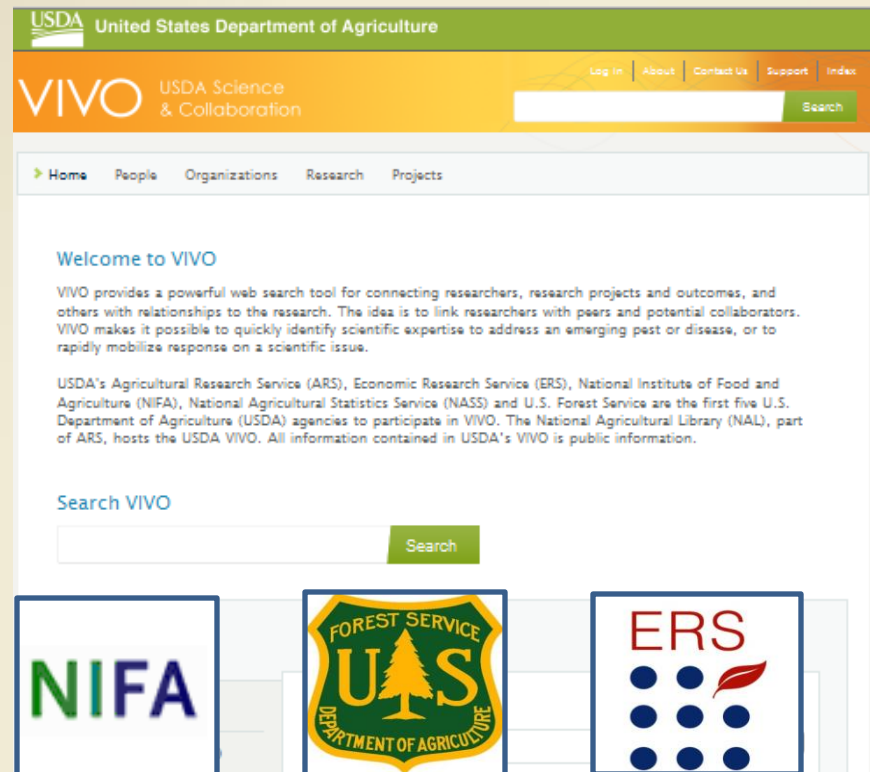 USDA United States Department of Agriculture
Log in About Contact Us Support Index
VIVO USDA Science
& Collaboration
Search
Home People Organizations Research Projects
Welcome to VIVO
VIVO provides a powerful web search tool for connecting researchers, research projects and outcomes, and
others with relationships to the research. The idea is to link researchers with peers and potential collaborators.
VIVO makes it possible to quickly identify scientific expertise to address an emerging pest or disease, or to
rapidly mobilize response on a scientific issue.
USDA's Agricultural Research Service (ARS), Economic Research Service (ERS), National Institute of Food and
Agriculture (NIFA), National Agricultural Statistics Service (NASS) and U.S. Forest Service are the first five U.S.
Department of Agriculture (USDA) agencies to participate in VIVO. The National Agricultural Library (NAL), part
of ARS, hosts the USDA VIVO. All information contained in USDA's VIVO is public information.
Search VIVO
Search
NIFA
FOREST SERVICE
U S
DEPARTMENT OF AGRICULTURE
ERS